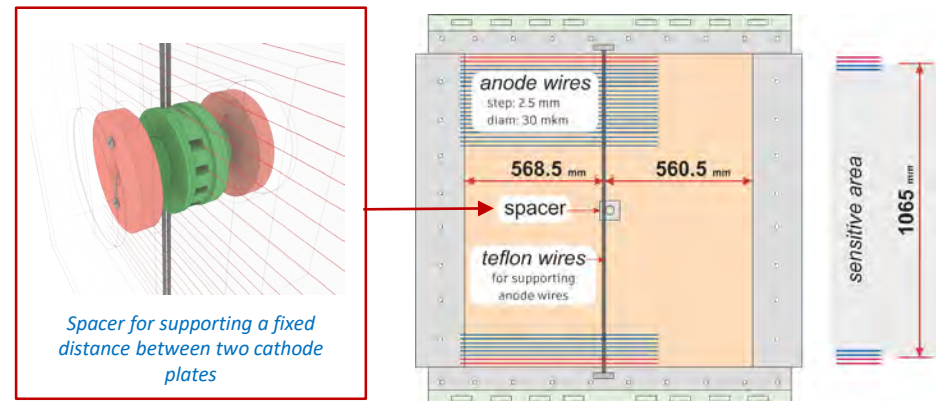 Spacer for supporting a fixed
distance between two cathode
plates
anode wires
step: 2.5 mm
diam: 30 mkm
568.5 mm
560.5 mm
spacer
teflon wires
for supporting
anode wires
sensitive area
1065 mm